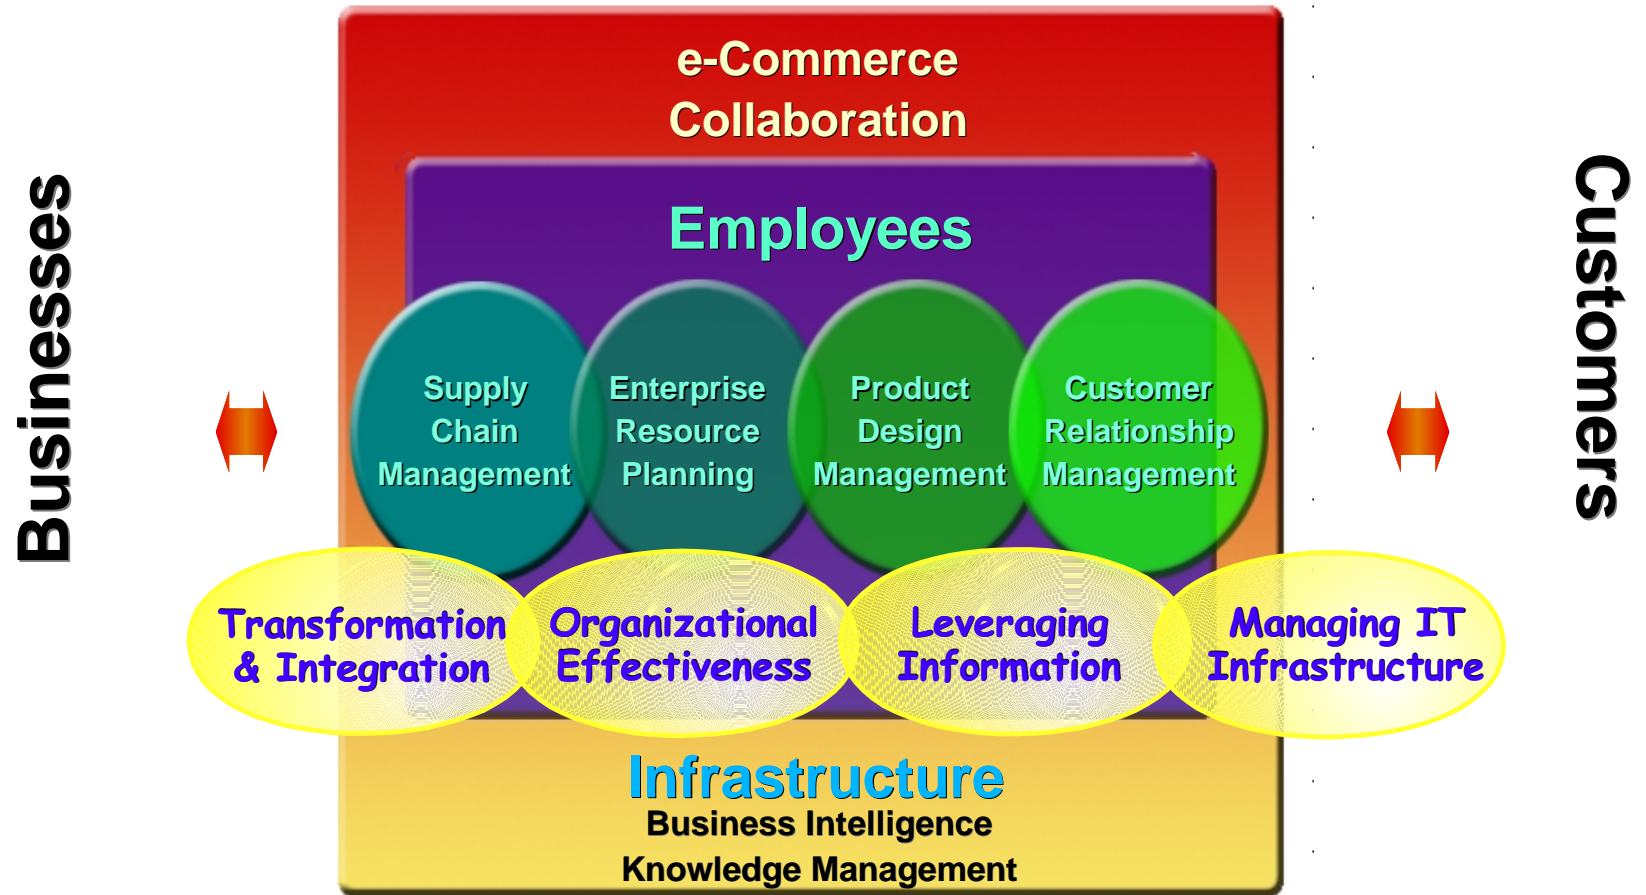 e-Commerce
Collaboration
Businesses
Customers
Employees
Supply
Chain
Management
Enterprise
Resource
Planning
Product
Design
Management
Customer
Relationship
Management
Transformation
& Integration
Organizational
Effectiveness
Leveraging
Information
Managing IT
Infrastructure
Infrastructure
Business Intelligence
Knowledge Management